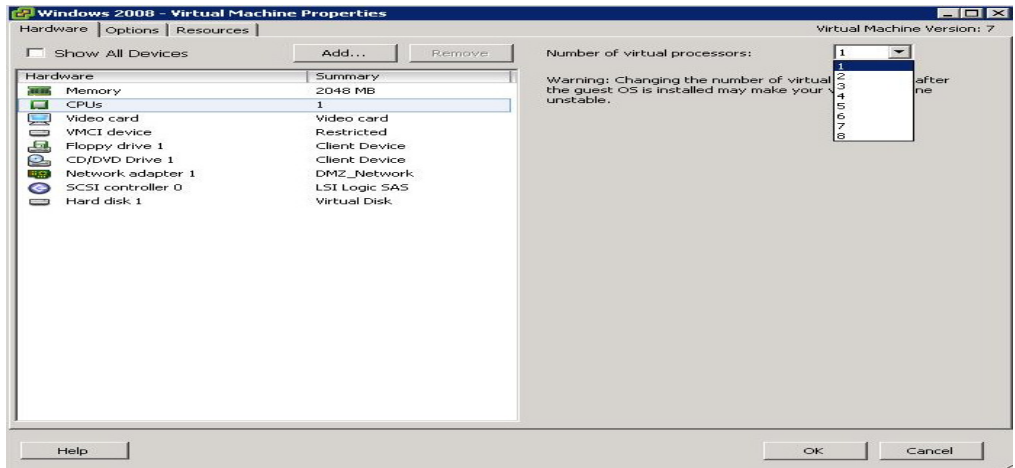 Windows 2008 - Virtual Machine Properties
Hardware Options Resources Virtual Machine Version: 7
Show All Devices Add... Remove
Hardware Summary
Memory 2048 MB
CPUs 1
Video card Video card
VMCI device Restricted
Floppy drive 1 Client Device
CD/DVD Drive 1 Client Device
Network adapter 1 DMZ_Network
SCSI controller 0 LSI Logic SAS
Hard disk 1 Virtual Disk
Number of virtual processors: 1
1
2
3
4
5
6
7
8
Warning: Changing the number of virtual after
the guest OS is installed may make your ne
unstable.
Help OK Cancel